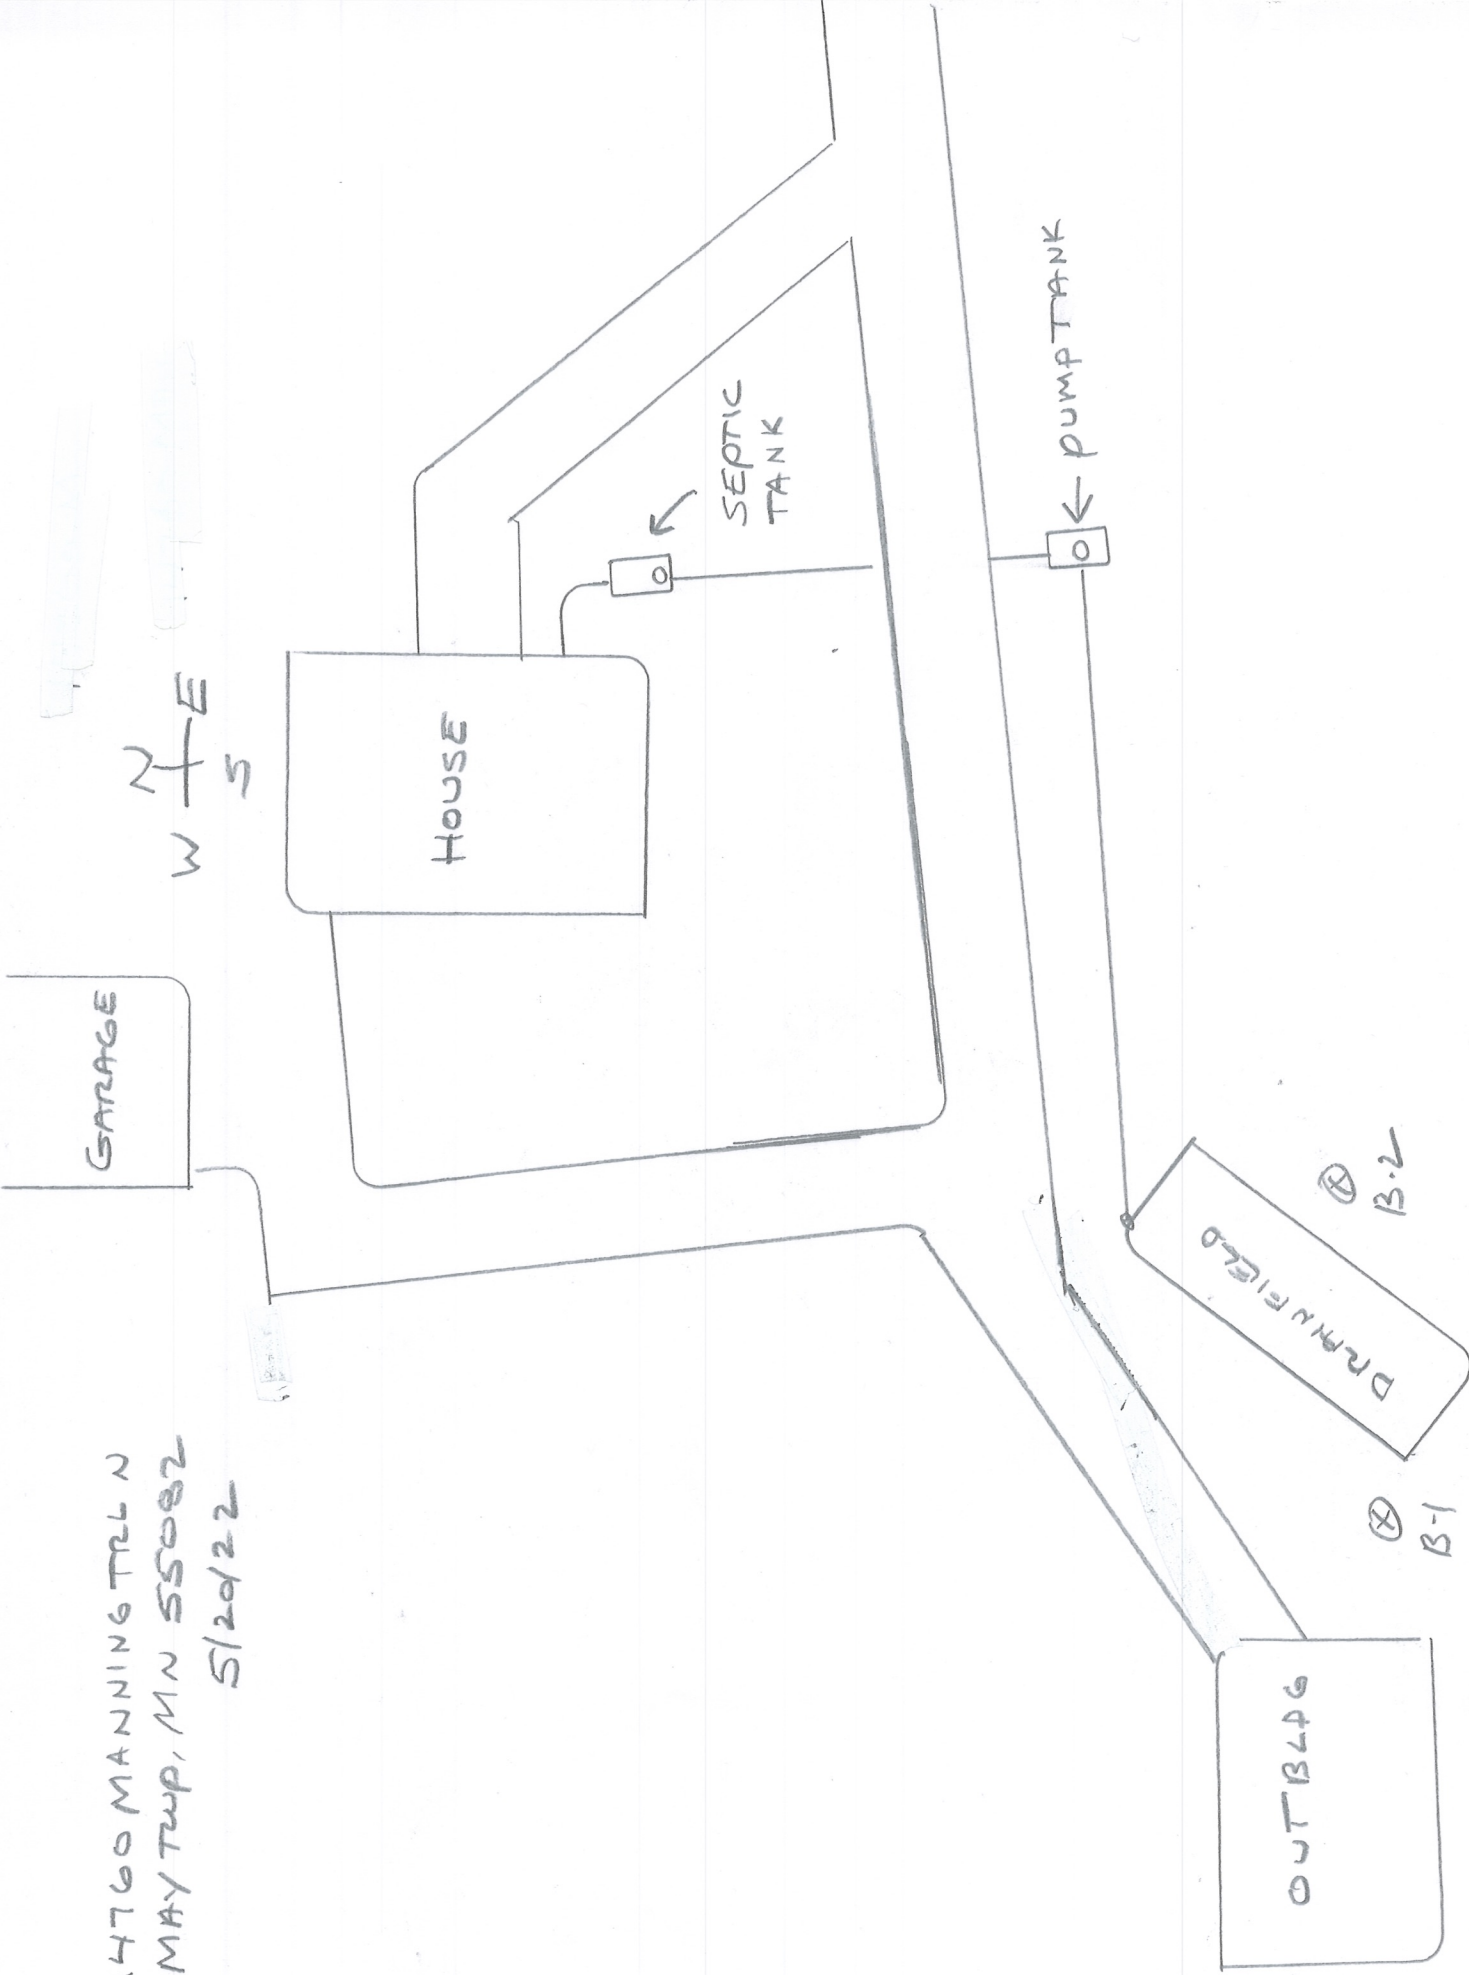 4760 MANNING TRL N
MAY TWP, MN 55082
5/20/22
GARAGE
N
W E
S
HOUSE
SEPTIC
TANK
PUMP TANK
OUTBLDG
DRAINFIELD
B-1
B-2